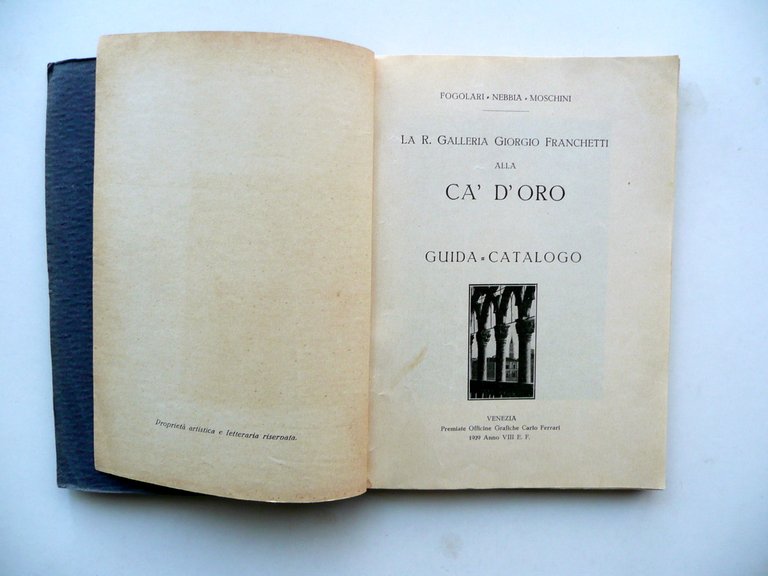 Proprietà artistica e letteraria riservata.
FOGOLARI - NEBBIA - MOSCHINI
LA R. GALLERIA GIORGIO FRANCHETTI
ALLA
CA' D'ORO
GUIDA - CATALOGO
VENEZIA
Premiate Officine Grafiche Carlo Ferrari
1929 Anno VIII E. F.